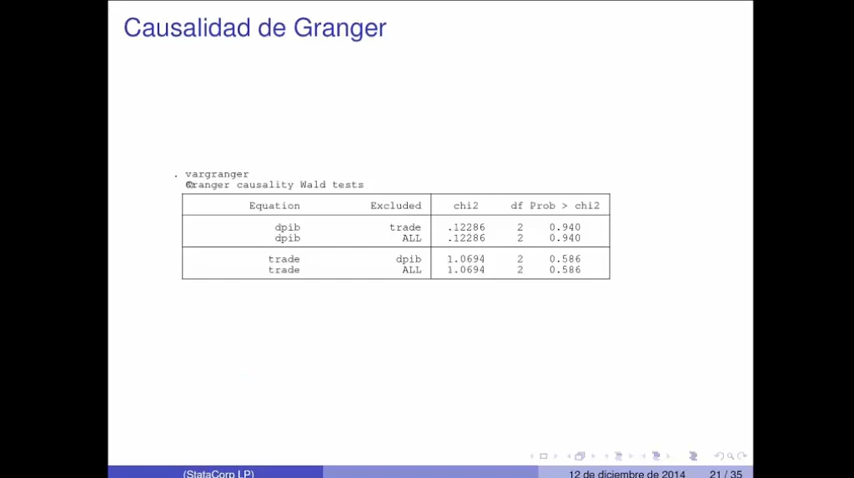 Causalidad de Granger
. vargranger
Granger causality Wald tests
Equation Excluded chi2 df Prob > chi2
dpib trade .12286 2 0.940
dpib ALL .12286 2 0.940
trade dpib 1.0694 2 0.586
trade ALL 1.0694 2 0.586
(StataCorp LP) 12 de diciembre de 2014 21 / 35